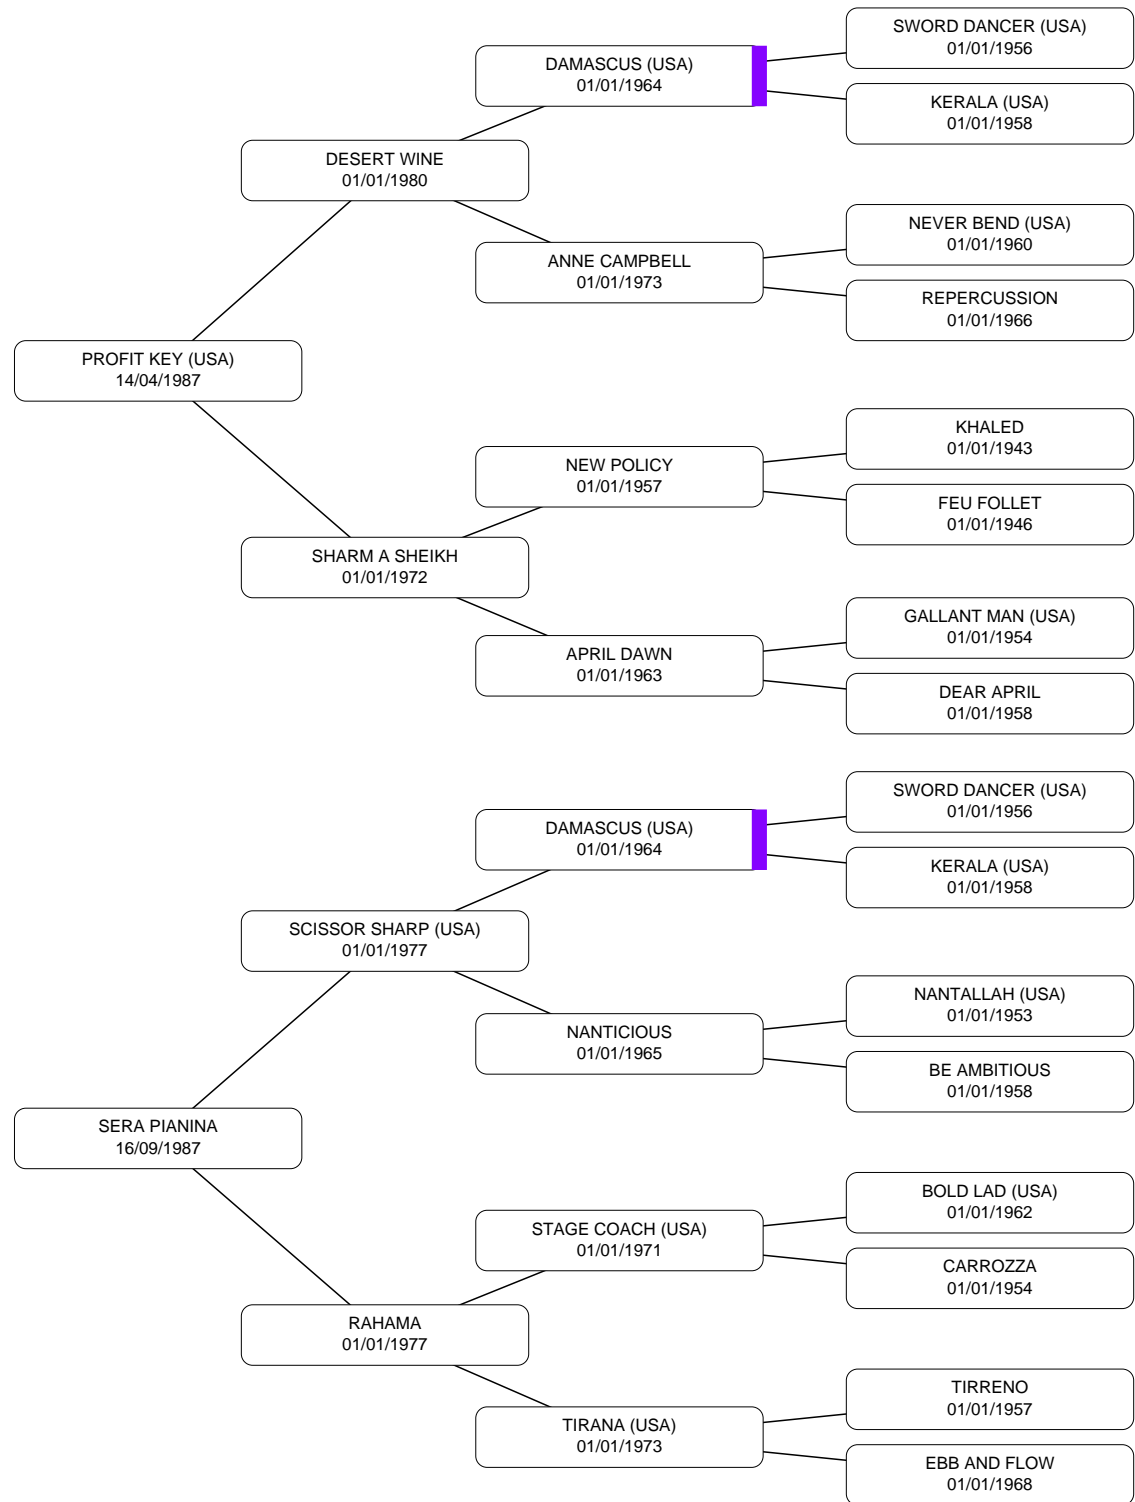 SWORD DANCER (USA)
01/01/1956
DAMASCUS (USA)
01/01/1964
KERALA (USA)
01/01/1958
DESERT WINE
01/01/1980
NEVER BEND (USA)
01/01/1960
ANNE CAMPBELL
01/01/1973
REPERCUSSION
01/01/1966
PROFIT KEY (USA)
14/04/1987
KHALED
01/01/1943
NEW POLICY
01/01/1957
FEU FOLLET
01/01/1946
SHARM A SHEIKH
01/01/1972
GALLANT MAN (USA)
01/01/1954
APRIL DAWN
01/01/1963
DEAR APRIL
01/01/1958
SWORD DANCER (USA)
01/01/1956
DAMASCUS (USA)
01/01/1964
KERALA (USA)
01/01/1958
SCISSOR SHARP (USA)
01/01/1977
NANTALLAH (USA)
01/01/1953
NANTICIOUS
01/01/1965
BE AMBITIOUS
01/01/1958
SERA PIANINA
16/09/1987
BOLD LAD (USA)
01/01/1962
STAGE COACH (USA)
01/01/1971
CARROZZA
01/01/1954
RAHAMA
01/01/1977
TIRRENO
01/01/1957
TIRANA (USA)
01/01/1973
EBB AND FLOW
01/01/1968